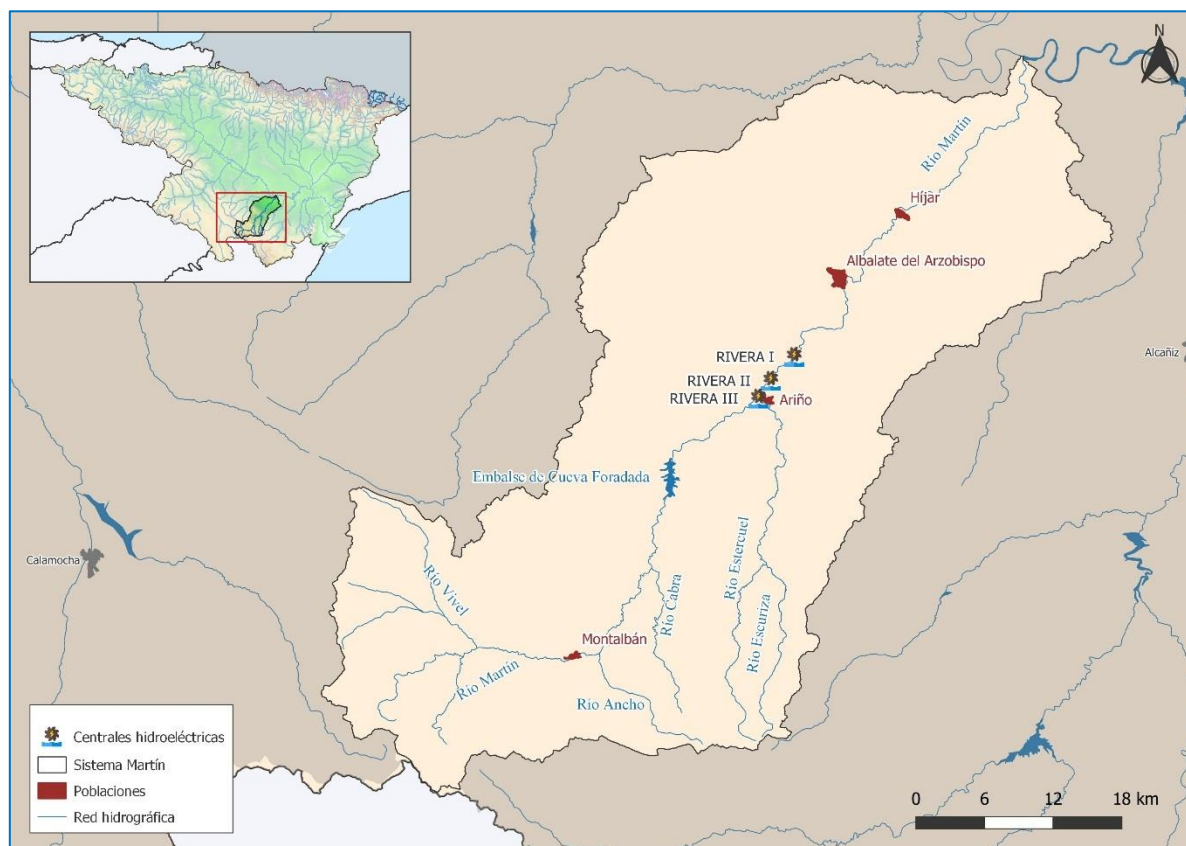 N
Río Martín
Híjar
Albalate del Arzobispo
Alcañiz
RIVERA I
RIVERA II
RIVERA III
Ariño
Embalse de Cueva Foradada
Calamocha
Río Vivel
Río Estercuel
Río Cabra
Río Escuriza
Montalbán
Río Martín
Río Ancho
Centrales hidroeléctricas
Sistema Martín
Poblaciones
Red hidrográfica
0 6 12 18 km